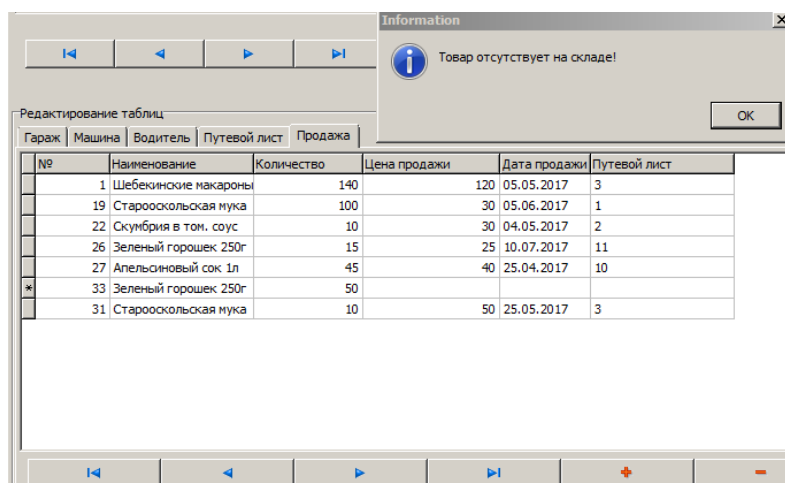 Information
Товар отсутствует на складе!
OK
Редактирование таблиц
Гараж Машина Водитель Путевой лист Продажа
№ Наименование Количество Цена продажи Дата продажи Путевой лист
1 Шебекинские макароны 140 120 05.05.2017 3
19 Старооскольская мука 100 30 05.06.2017 1
22 Скумбрия в том. соус 10 30 04.05.2017 2
26 Зеленый горошек 250г 15 25 10.07.2017 11
27 Апельсиновый сок 1л 45 40 25.04.2017 10
* 33 Зеленый горошек 250г 50
31 Старооскольская мука 10 50 25.05.2017 3